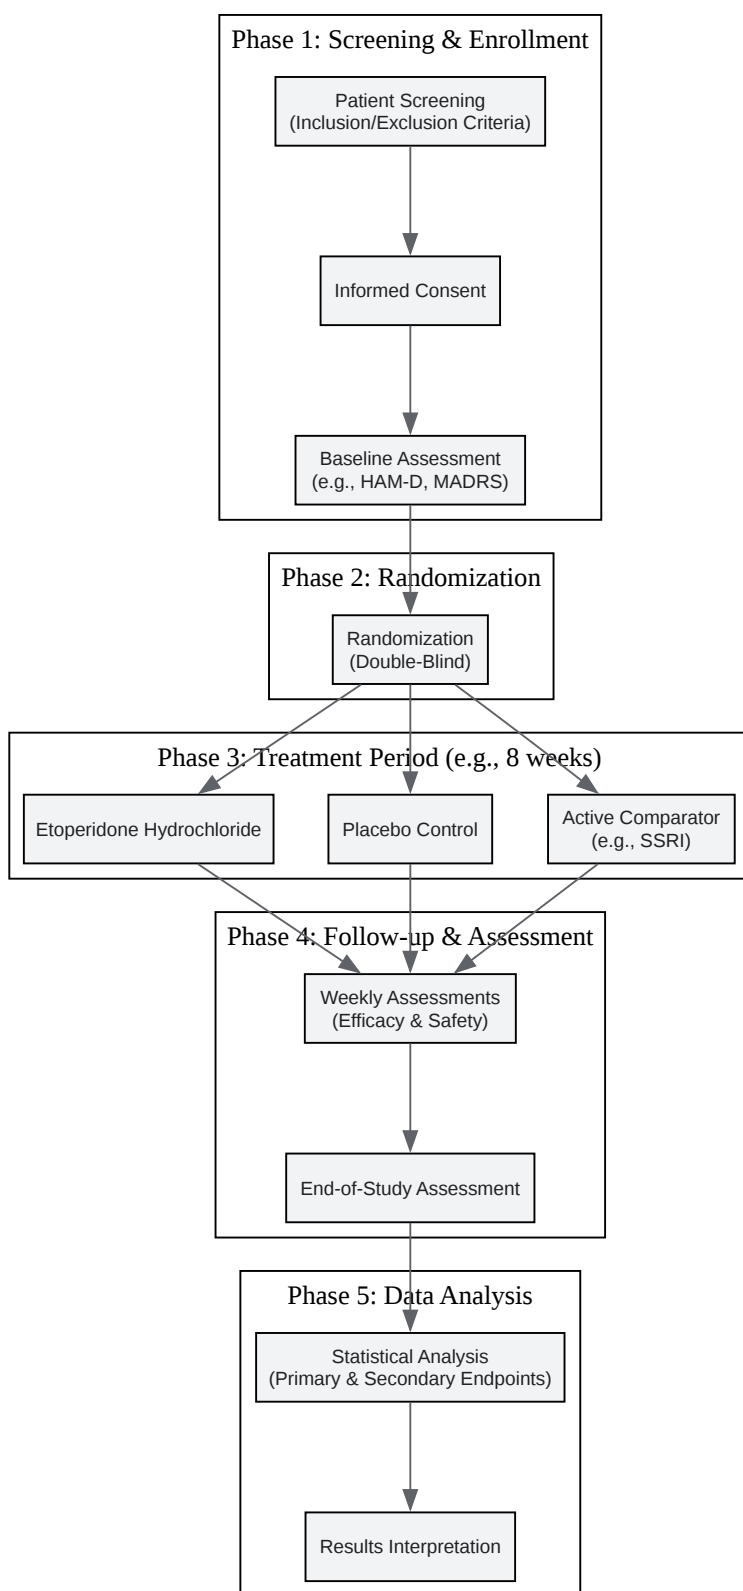 Phase 1: Screening & Enrollment
Patient Screening
(Inclusion/Exclusion Criteria)
Informed Consent
Baseline Assessment
(e.g., HAM-D, MADRS)
Phase 2: Randomization
Randomization
(Double-Blind)
Phase 3: Treatment Period (e.g., 8 weeks)
Etoperidone Hydrochloride
Placebo Control
Active Comparator
(e.g., SSRI)
Phase 4: Follow-up & Assessment
Weekly Assessments
(Efficacy & Safety)
End-of-Study Assessment
Phase 5: Data Analysis
Statistical Analysis
(Primary & Secondary Endpoints)
Results Interpretation